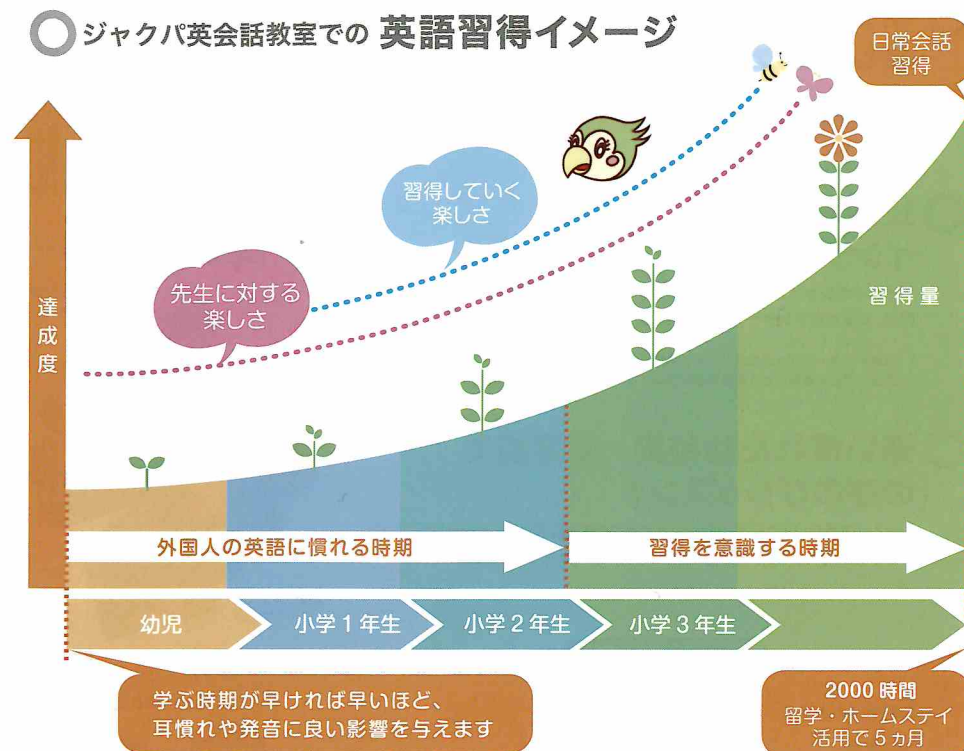 ジャクパ英会話教室での 英語習得イメージ
日常会話
習得
習得していく
楽しさ
先生に対する
楽しさ
達成度
習得量
外国人の英語に慣れる時期
習得を意識する時期
幼児
小学1年生
小学2年生
小学3年生
学ぶ時期が早ければ早いほど、
耳慣れや発音に良い影響を与えます
2000 時間
留学・ホームステイ
活用で5ヵ月